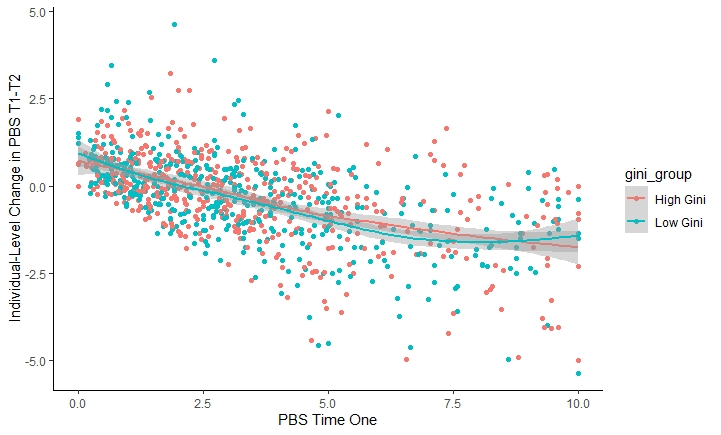 5.0
2.5
0.0
-2.5
-5.0
Individual-Level Change in PBS T1-T2
0.0 2.5 5.0 7.5 10.0
PBS Time One
gini_group
High Gini
Low Gini